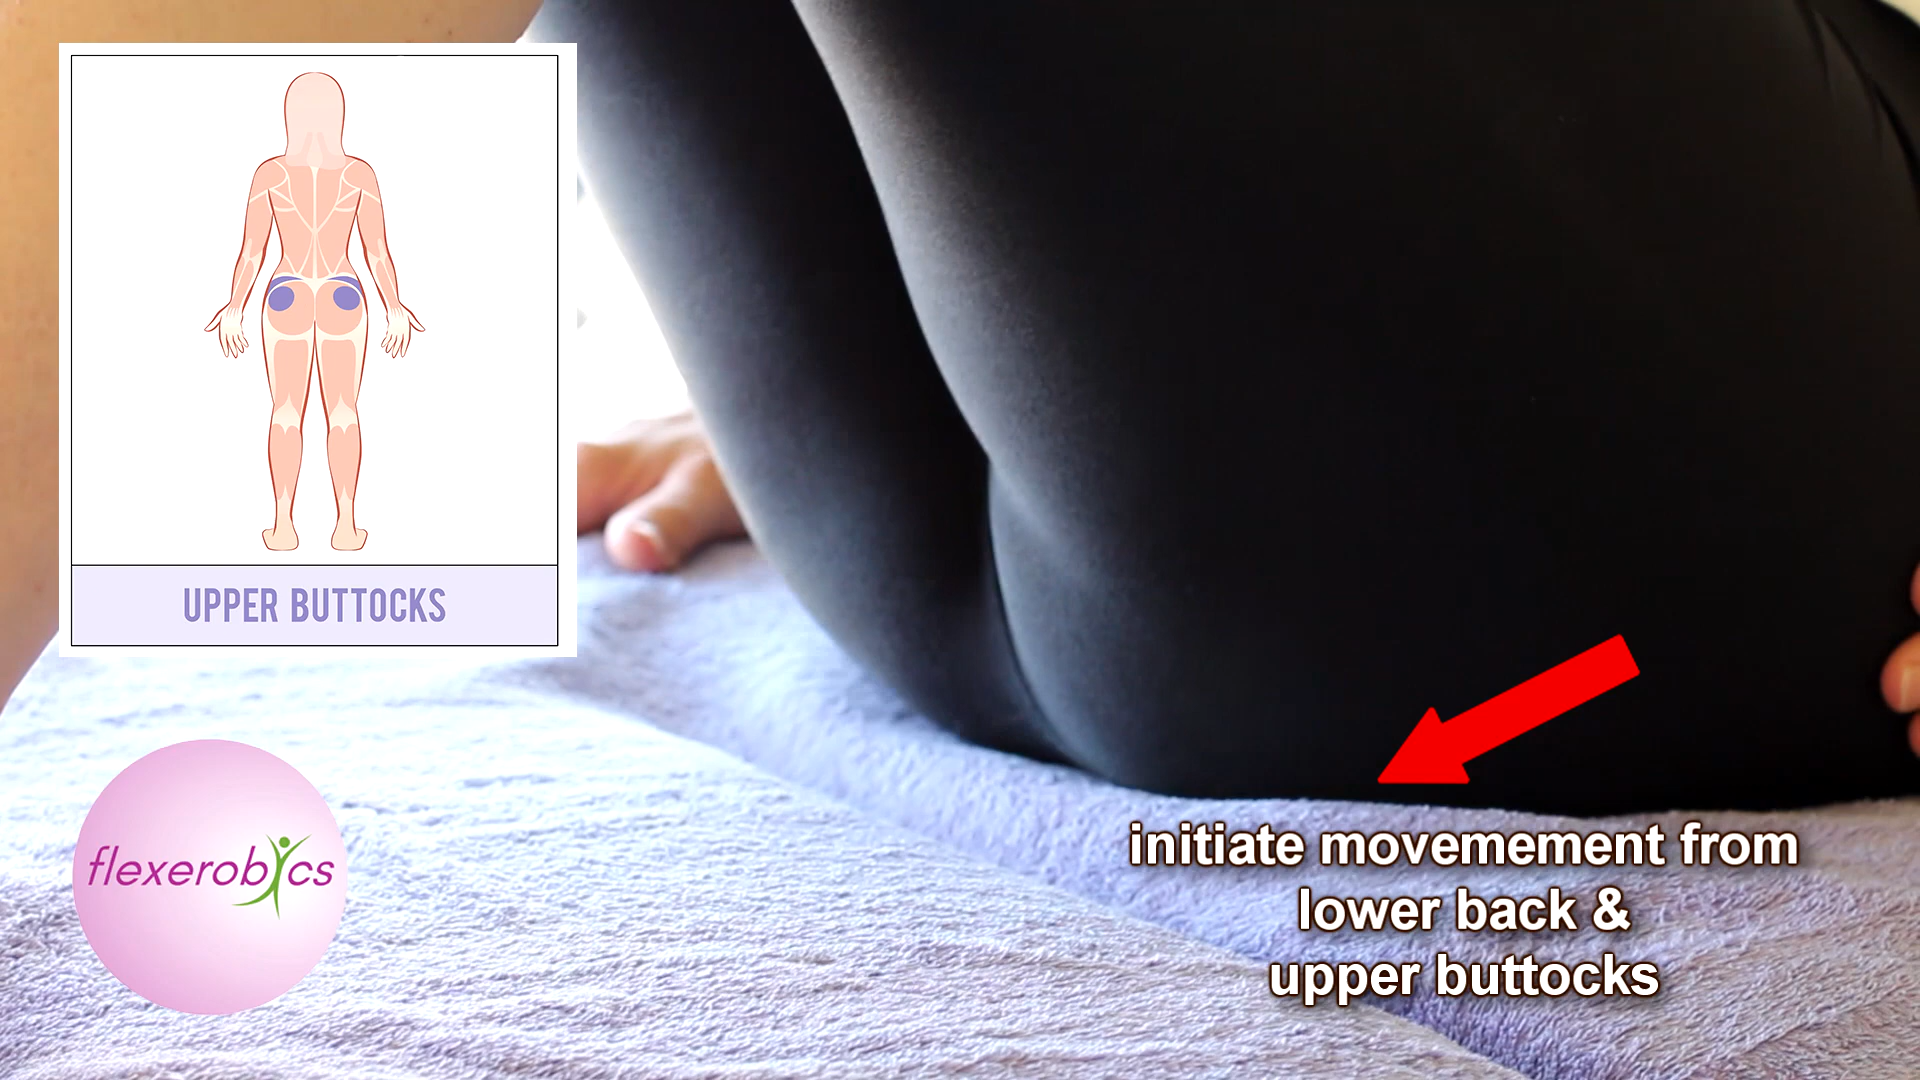 UPPER BUTTOCKS
flexerobics
initiate movemement from
lower back &
upper buttocks